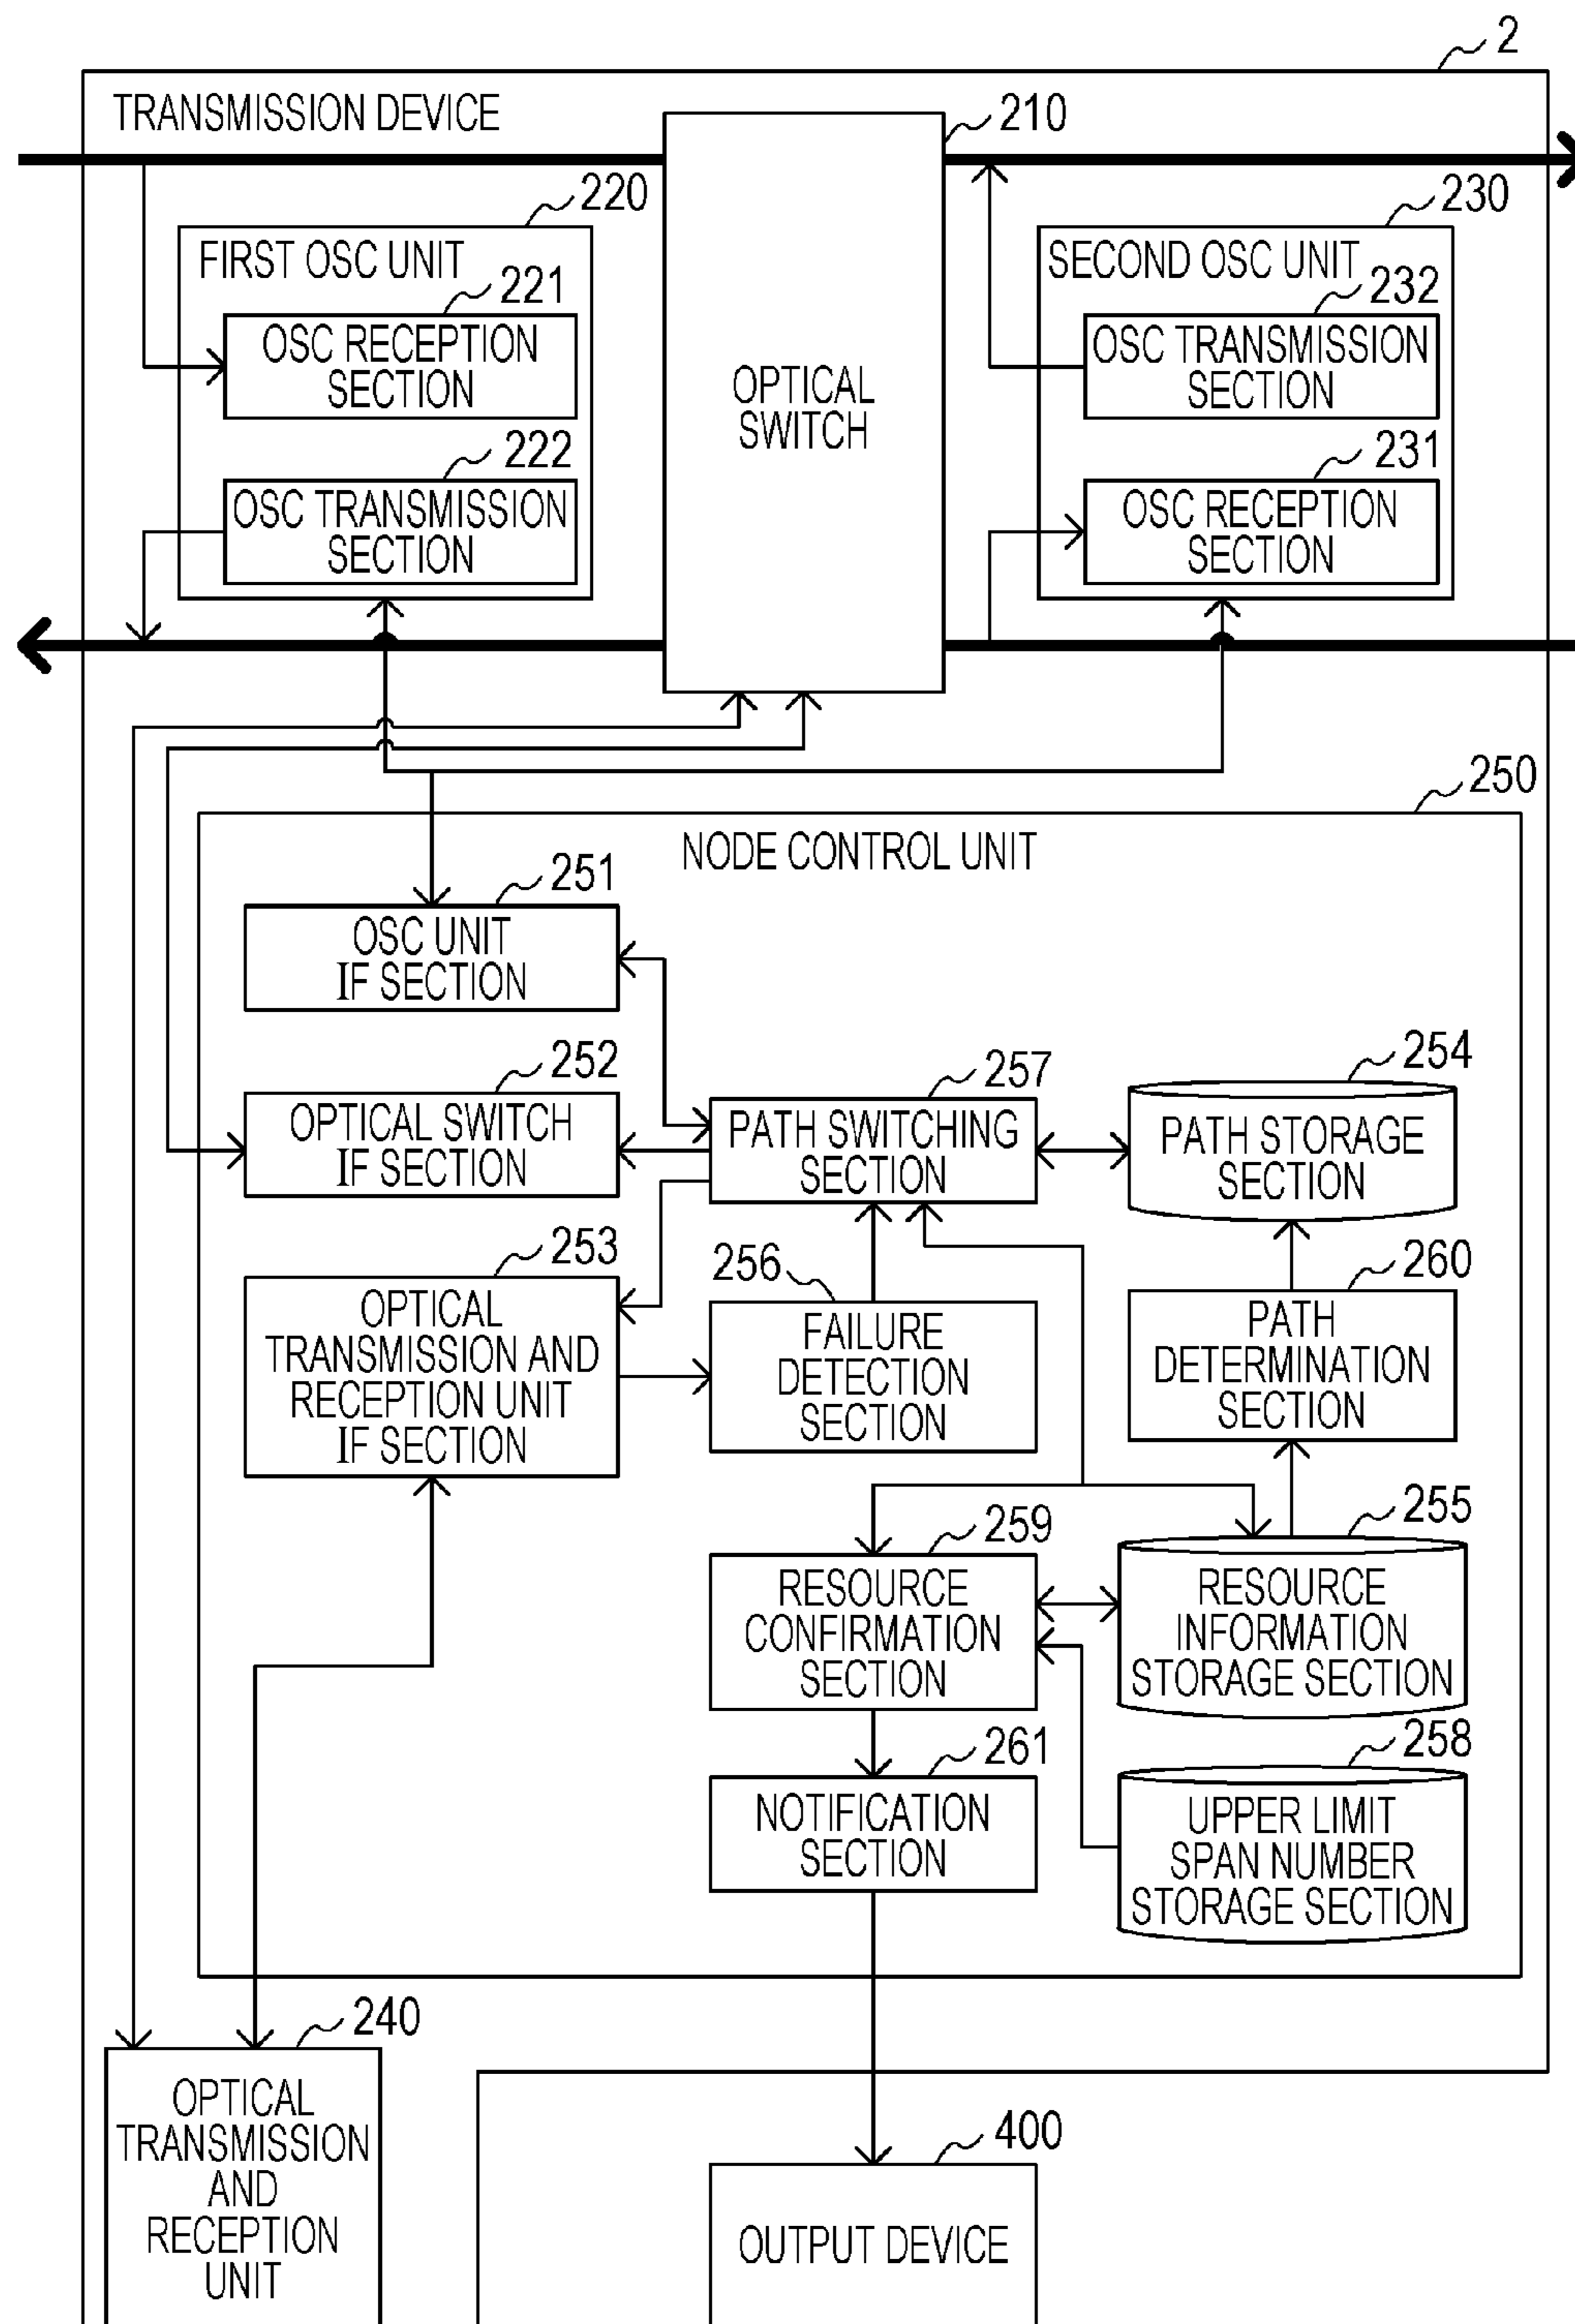 2
TRANSMISSION DEVICE
210
220
230
FIRST OSC UNIT
SECOND OSC UNIT
221
232
OSC RECEPTION
SECTION
OPTICAL
SWITCH
OSC TRANSMISSION
SECTION
222
231
OSC TRANSMISSION
SECTION
OSC RECEPTION
SECTION
250
NODE CONTROL UNIT
251
OSC UNIT
IF SECTION
252
OPTICAL SWITCH
IF SECTION
257
PATH SWITCHING
SECTION
254
PATH STORAGE
SECTION
253
OPTICAL
TRANSMISSION AND
RECEPTION UNIT
IF SECTION
256
FAILURE
DETECTION
SECTION
260
PATH
DETERMINATION
SECTION
259
RESOURCE
CONFIRMATION
SECTION
255
RESOURCE
INFORMATION
STORAGE SECTION
261
NOTIFICATION
SECTION
258
UPPER LIMIT
SPAN NUMBER
STORAGE SECTION
240
OPTICAL
TRANSMISSION
AND
RECEPTION
UNIT
400
OUTPUT DEVICE